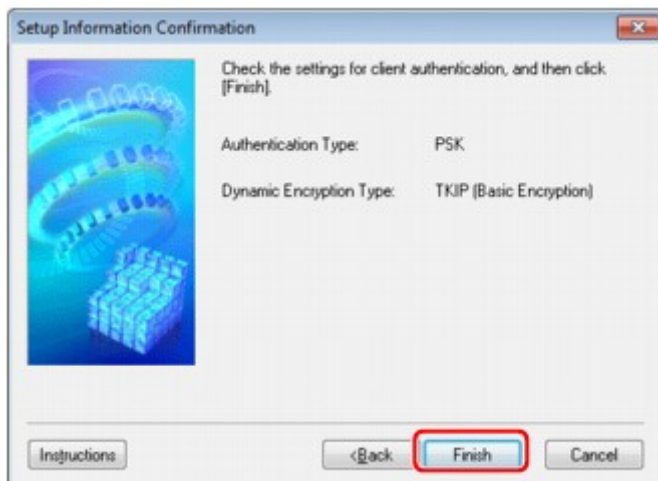 Setup Information Confirmation
Check the settings for client authentication, and then click
[Finish].
Authentication Type: PSK
Dynamic Encryption Type: TKIP (Basic Encryption)
Instructions <Back Finish Cancel